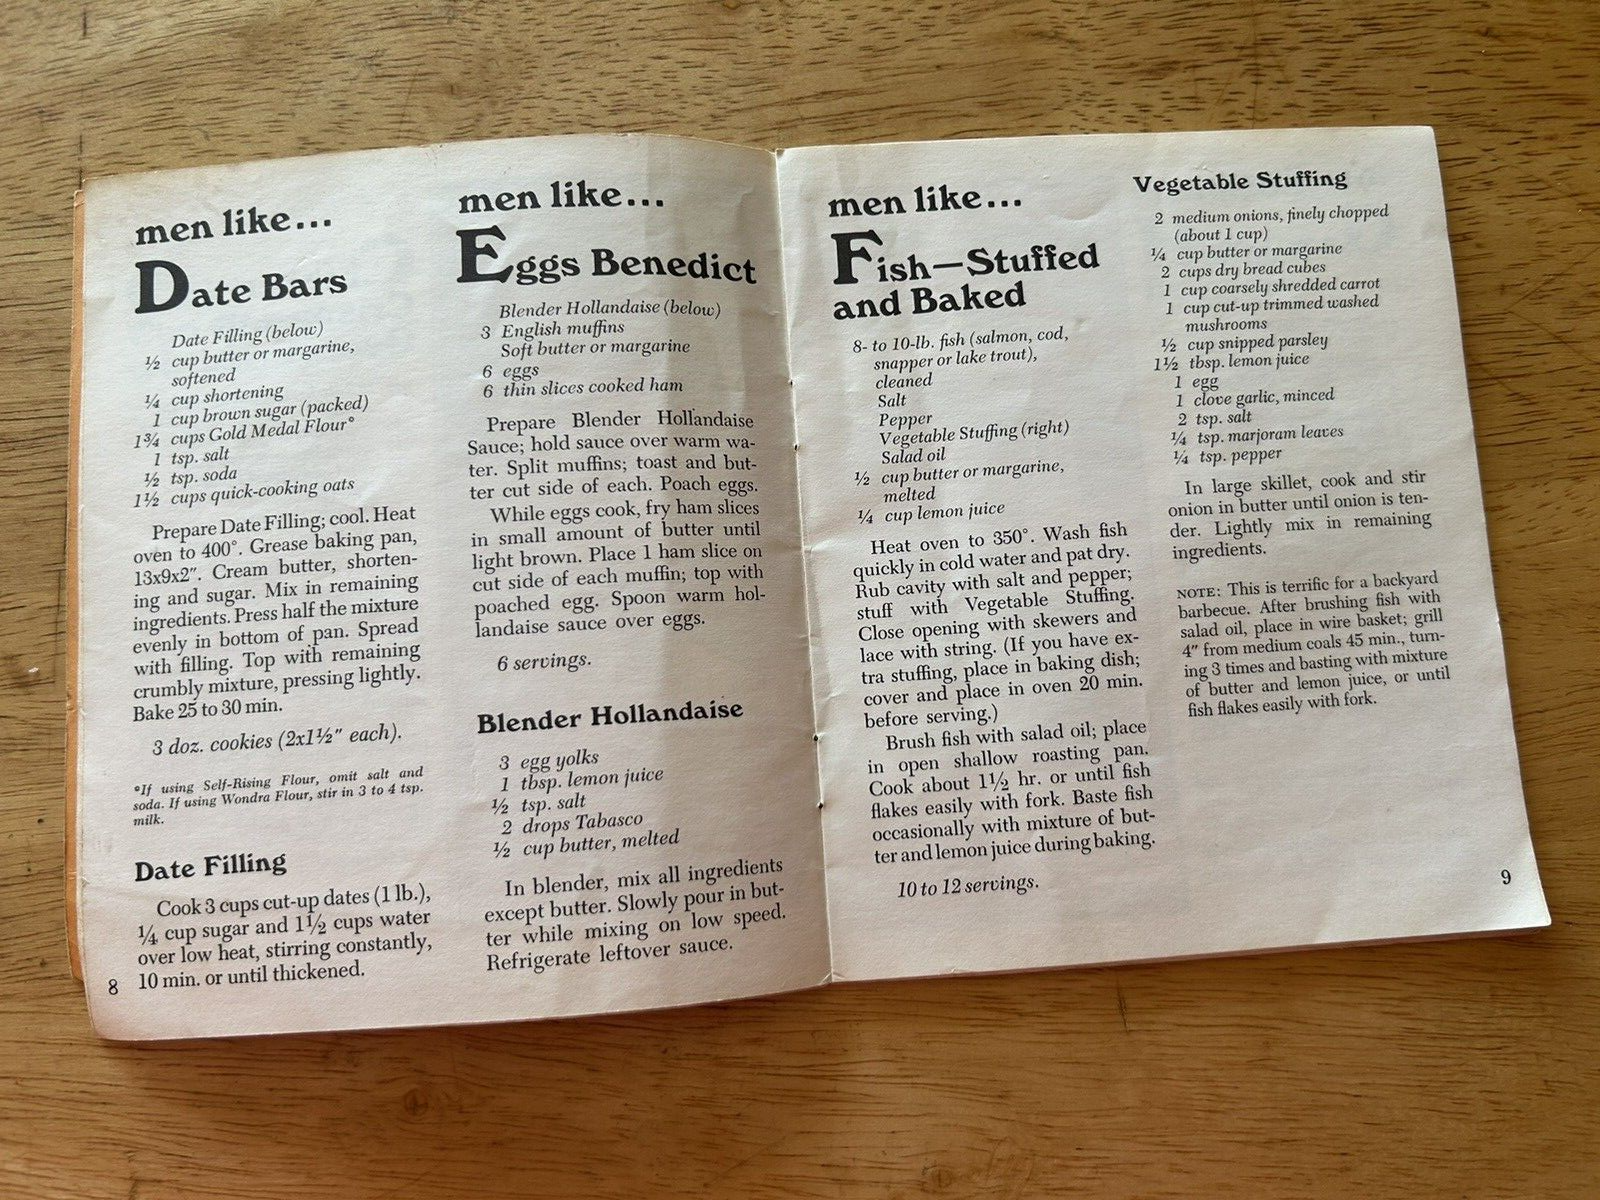 men like...
Date Bars
Date Filling (below)
½ cup butter or margarine,
softened
¼ cup shortening
1 cup brown sugar (packed)
1¾ cups Gold Medal Flour*
1 tsp. salt
½ tsp. soda
1½ cups quick-cooking oats
Prepare Date Filling; cool. Heat
oven to 400°. Grease baking pan,
13x9x2". Cream butter, shorten-
ing and sugar. Mix in remaining
ingredients. Press half the mixture
evenly in bottom of pan. Spread
with filling. Top with remaining
crumbly mixture, pressing lightly.
Bake 25 to 30 min.
3 doz. cookies (2x1½" each).
*If using Self-Rising Flour, omit salt and
soda. If using Wondra Flour, stir in 3 to 4 tsp.
milk.
Date Filling
Cook 3 cups cut-up dates (1 lb.),
¼ cup sugar and 1½ cups water
over low heat, stirring constantly,
10 min. or until thickened.
8
men like...
Eggs Benedict
Blender Hollandaise (below)
3 English muffins
Soft butter or margarine
6 eggs
6 thin slices cooked ham
Prepare Blender Hollandaise
Sauce; hold sauce over warm wa-
ter. Split muffins; toast and but-
ter cut side of each. Poach eggs.
While eggs cook, fry ham slices
in small amount of butter until
light brown. Place 1 ham slice on
cut side of each muffin; top with
poached egg. Spoon warm hol-
landaise sauce over eggs.
6 servings.
Blender Hollandaise
3 egg yolks
1 tbsp. lemon juice
½ tsp. salt
2 drops Tabasco
½ cup butter, melted
In blender, mix all ingredients
except butter. Slowly pour in but-
ter while mixing on low speed.
Refrigerate leftover sauce.
men like...
Fish—Stuffed
and Baked
8- to 10-lb. fish (salmon, cod,
snapper or lake trout),
cleaned
Salt
Pepper
Vegetable Stuffing (right)
Salad oil
½ cup butter or margarine,
melted
¼ cup lemon juice
Heat oven to 350°. Wash fish
quickly in cold water and pat dry.
Rub cavity with salt and pepper;
stuff with Vegetable Stuffing.
Close opening with skewers and
lace with string. (If you have ex-
tra stuffing, place in baking dish;
cover and place in oven 20 min.
before serving.)
Brush fish with salad oil; place
in open shallow roasting pan.
Cook about 1½ hr. or until fish
flakes easily with fork. Baste fish
occasionally with mixture of but-
ter and lemon juice during baking.
10 to 12 servings.
Vegetable Stuffing
2 medium onions, finely chopped
(about 1 cup)
¼ cup butter or margarine
2 cups dry bread cubes
1 cup coarsely shredded carrot
1 cup cut-up trimmed washed
mushrooms
½ cup snipped parsley
1½ tbsp. lemon juice
1 egg
1 clove garlic, minced
2 tsp. salt
¼ tsp. marjoram leaves
¼ tsp. pepper
In large skillet, cook and stir
onion in butter until onion is ten-
der. Lightly mix in remaining
ingredients.
NOTE: This is terrific for a backyard
barbecue. After brushing fish with
salad oil, place in wire basket; grill
4" from medium coals 45 min., turn-
ing 3 times and basting with mixture
of butter and lemon juice, or until
fish flakes easily with fork.
9